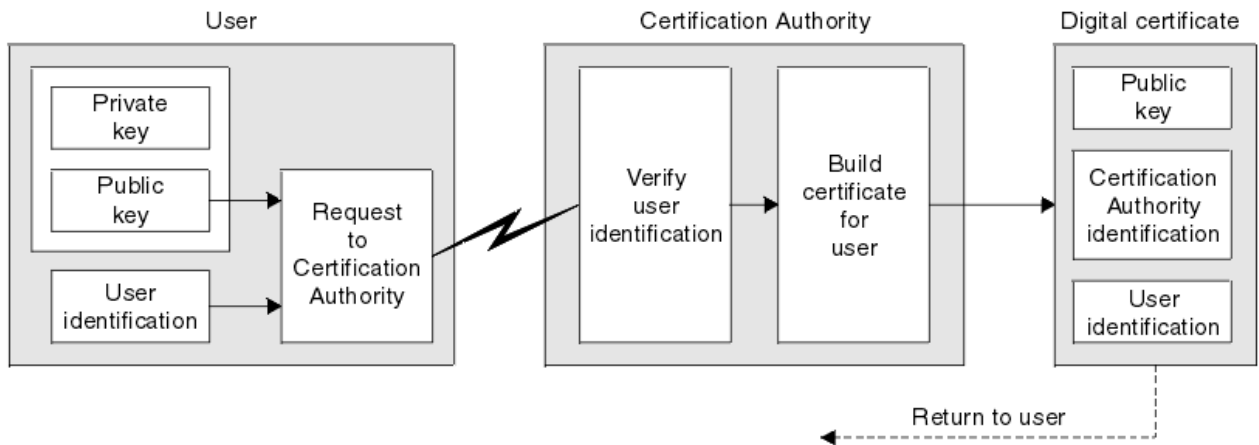 User
Certification Authority
Digital certificate
Private
key
Public
key
User
identification
Request
to
Certification
Authority
Verify
user
identification
Build
certificate
for
user
Public
key
Certification
Authority
identification
User
identification
Return to user